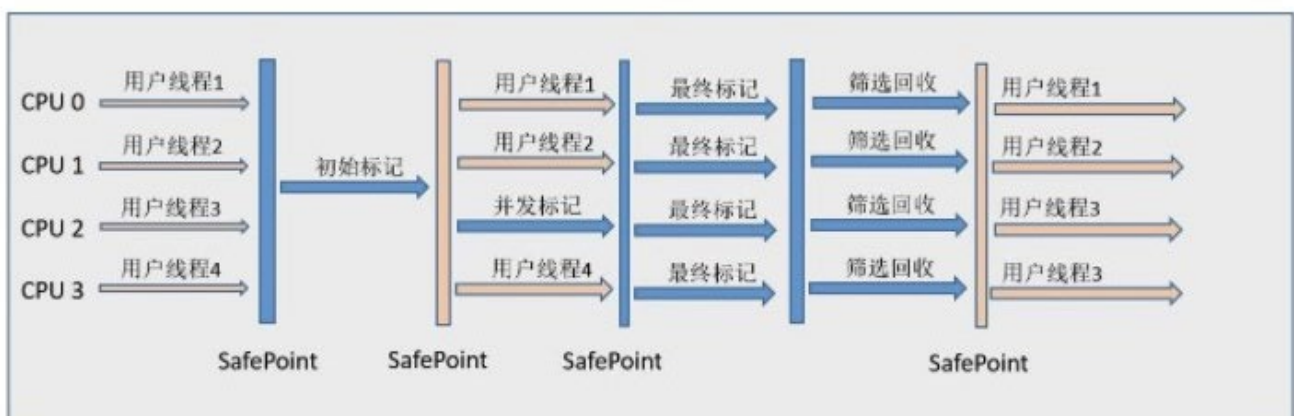 CPU 0 用户线程1 用户线程1 最终标记 筛选回收 用户线程1
CPU 1 用户线程2 初始标记 用户线程2 最终标记 筛选回收 用户线程2
CPU 2 用户线程3 并发标记 最终标记 筛选回收 用户线程3
CPU 3 用户线程4 用户线程4 最终标记 筛选回收 用户线程3
SafePoint SafePoint SafePoint SafePoint